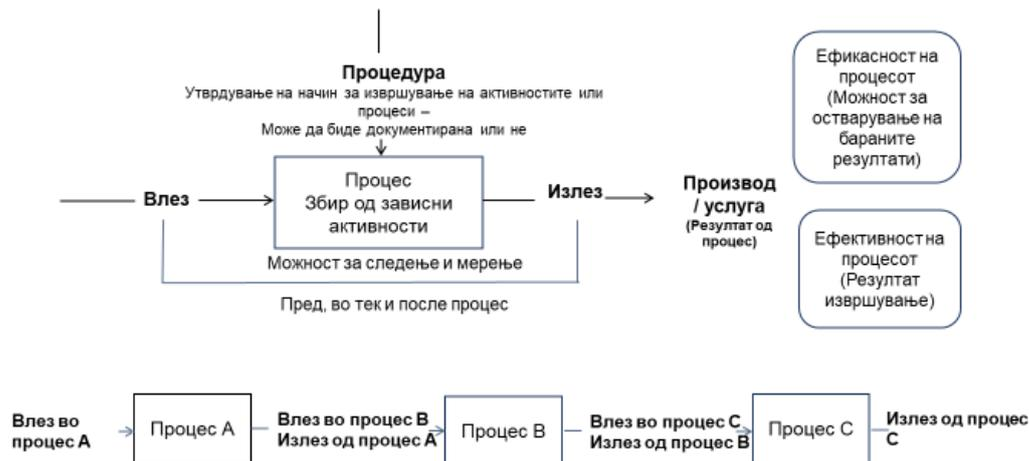 Процедура
Утврдување на начин за извршување на активностите или
процеси –
Може да биде документирана или не
Влез
Процес
Збир од зависни
активности
Излез
Производ
/ услуга
(Резултат од
процес)
Можност за следење и мерење
Пред, во тек и после процес
Ефикасност на
процесот
(Можност за
остварување на
бараните
резултати)
Ефективност на
процесот
(Резултат
извршување)
Влез во
процес А
Процес А
Влез во процес В
Излез од процес А
Процес В
Влез во процес С
Излез од процес В
Процес С
Излез од процес
С